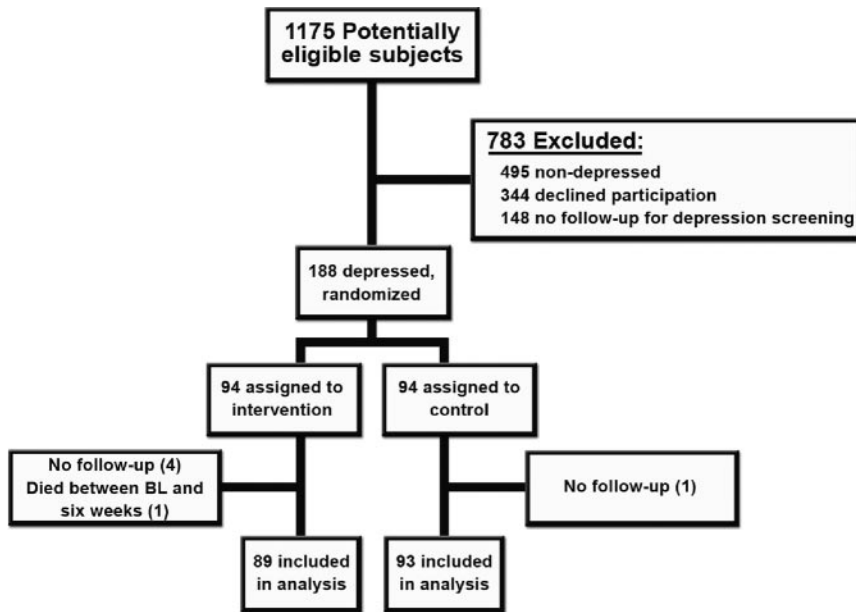 1175 Potentially
eligible subjects
783 Excluded:
495 non-depressed
344 declined participation
148 no follow-up for depression screening
188 depressed,
randomized
94 assigned to
intervention
94 assigned to
control
No follow-up (4)
Died between BL and
six weeks (1)
No follow-up (1)
89 included
in analysis
93 included
in analysis